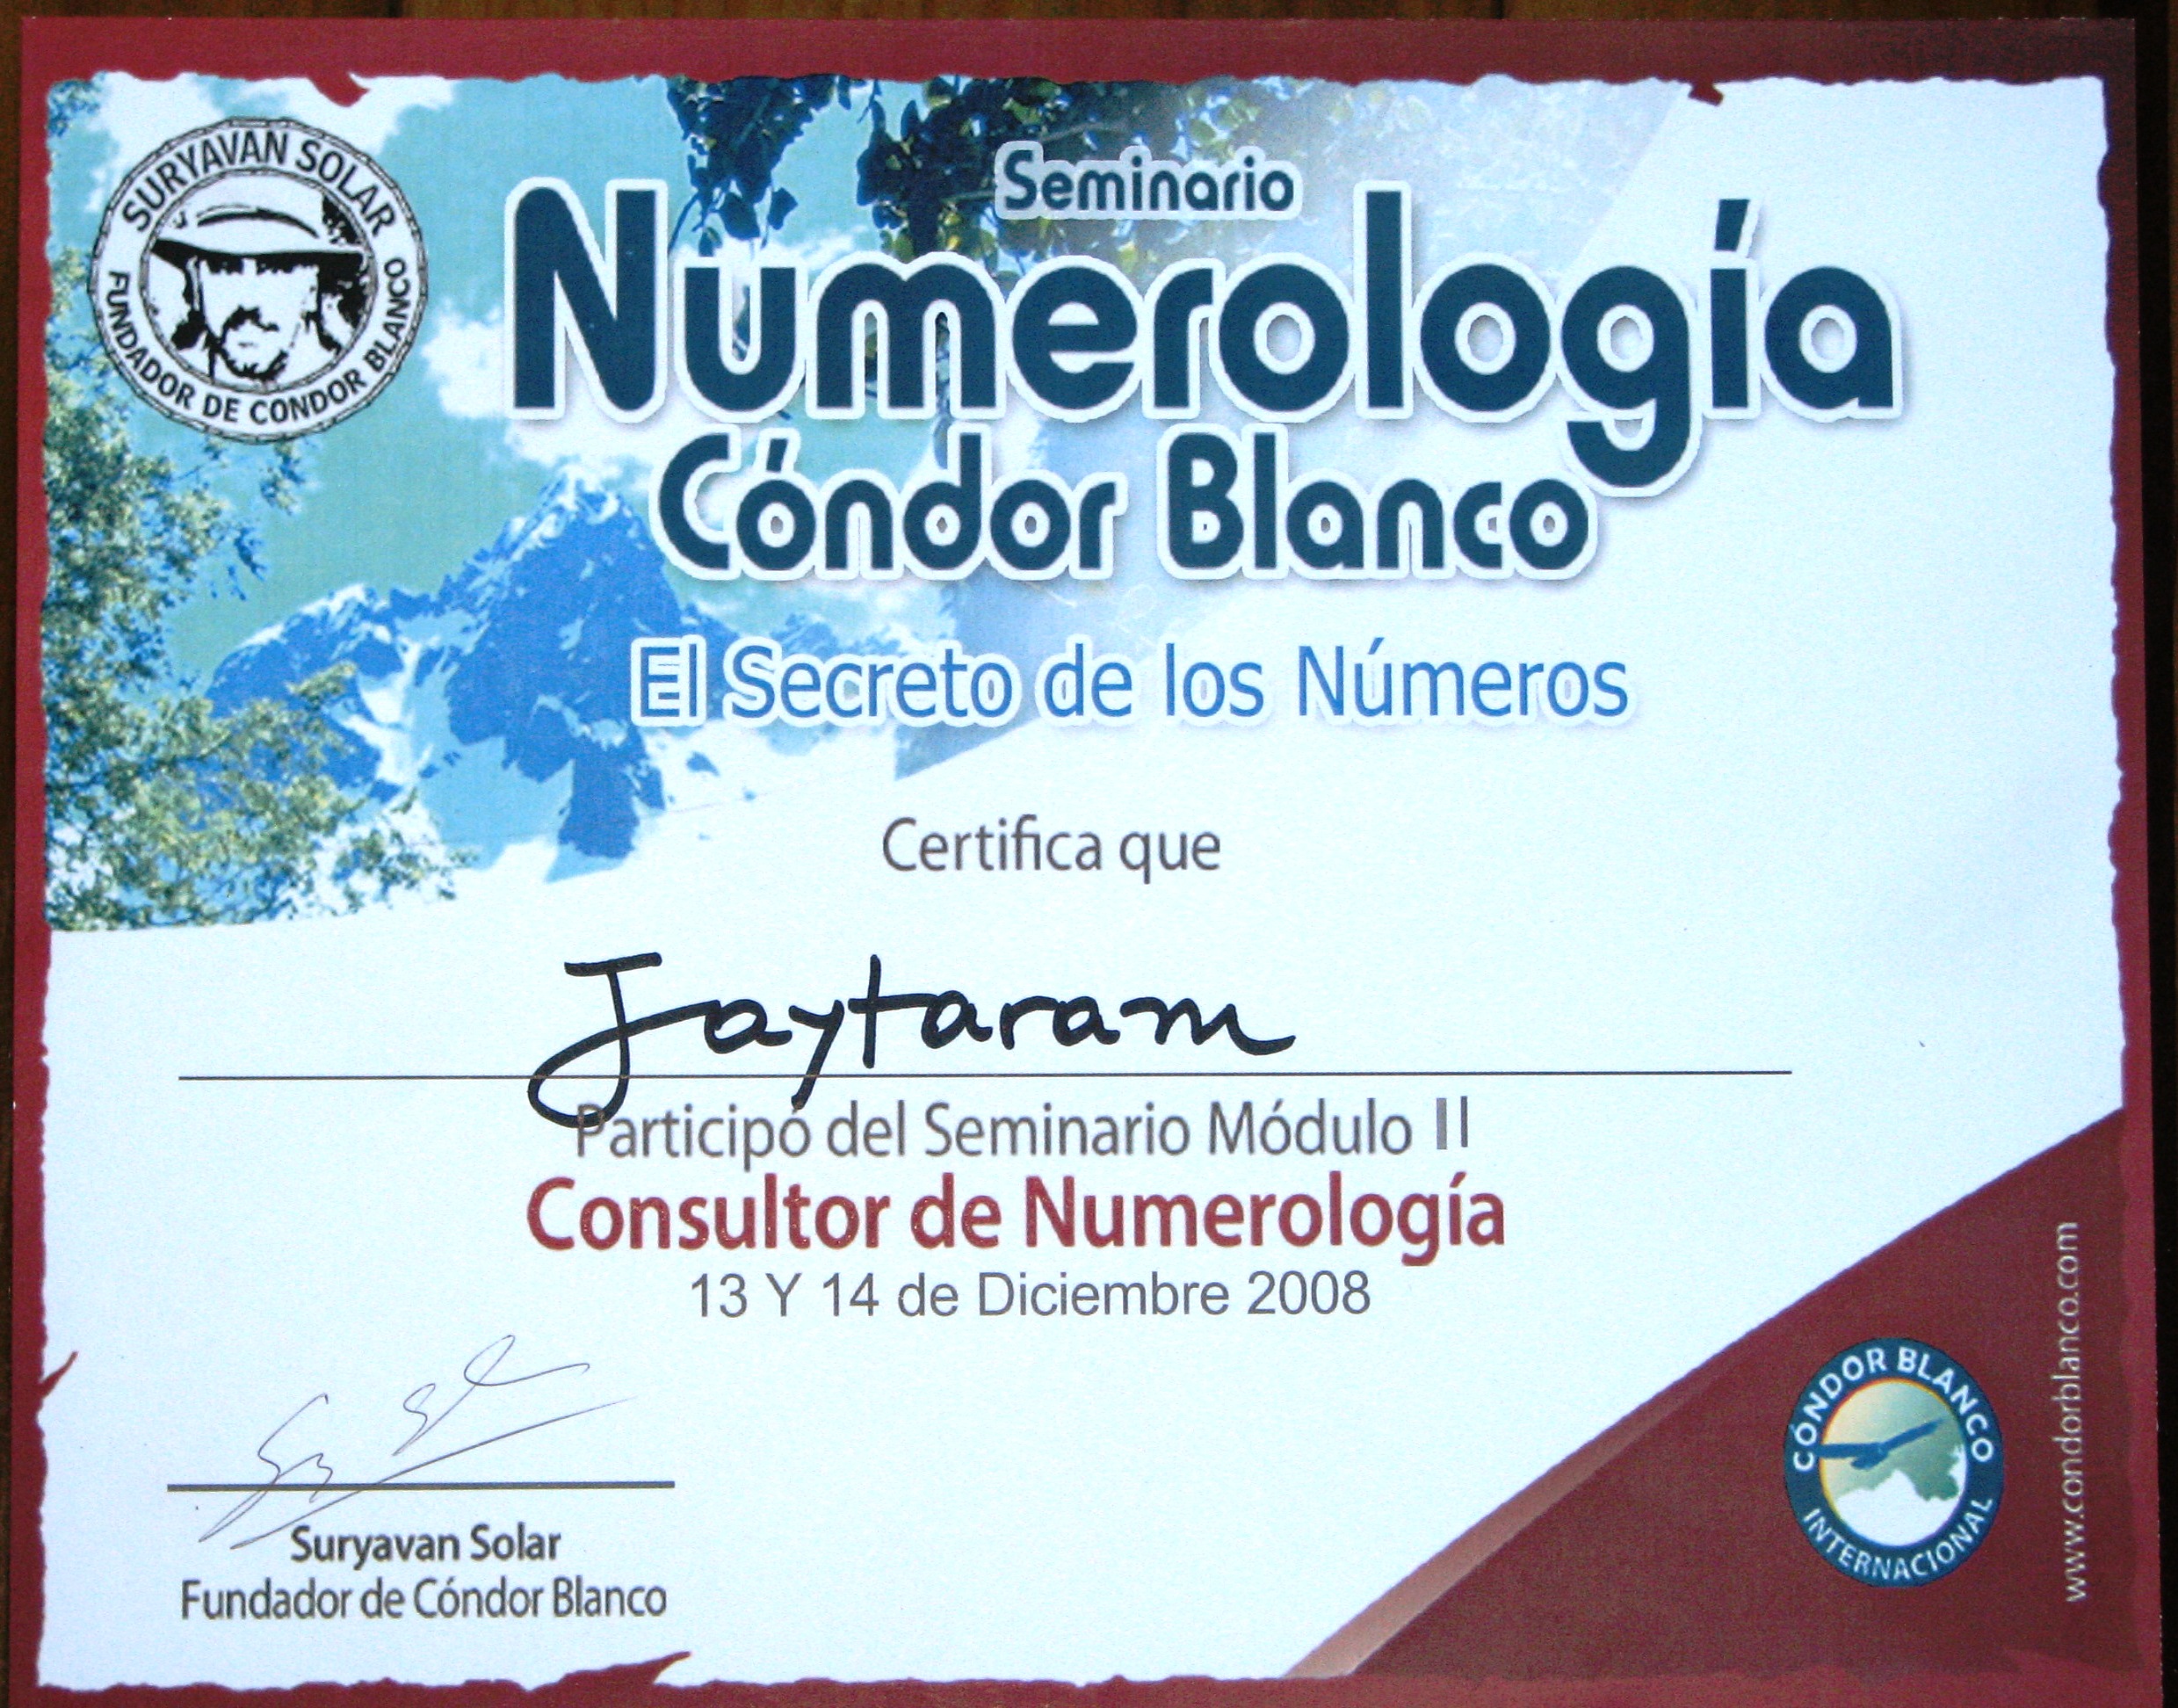 SURYAVAN SOLAR
FUNDADOR DE CONDOR BLANCO
Seminario
Numerología
Cóndor Blanco
El Secreto de los Números
Certifica que
Jaytaram
Participó del Seminario Módulo II
Consultor de Numerología
13 Y 14 de Diciembre 2008
Suryavan Solar
Fundador de Cóndor Blanco
CÓNDOR BLANCO
INTERNACIONAL
www.condorblanco.com